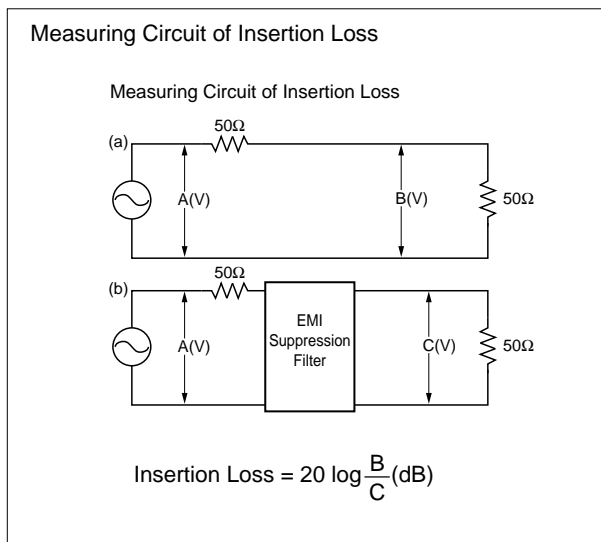 Measuring Circuit of Insertion Loss
Measuring Circuit of Insertion Loss
(a)
50Ω
A(V)
B(V)
50Ω
(b)
50Ω
A(V)
EMI
Suppression
Filter
C(V)
50Ω
Insertion Loss = 20 log B/C (dB)